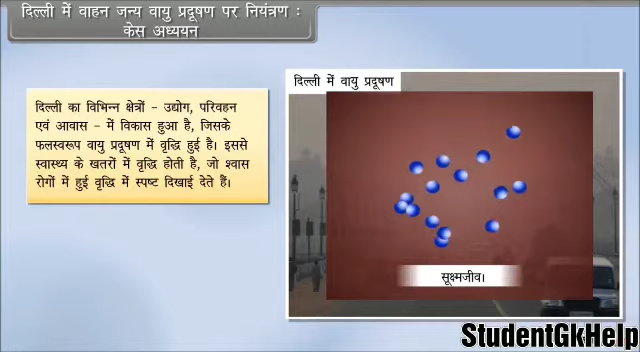 दिल्ली में वाहन जन्य वायु प्रदूषण पर नियंत्रण :
केस अध्ययन
दिल्ली का विभिन्न क्षेत्रों – उद्योग, परिवहन
एवं आवास – में विकास हुआ है, जिसके
फलस्वरूप वायु प्रदूषण में वृद्धि हुई है। इससे
स्वास्थ्य के खतरों में वृद्धि होती है, जो श्वास
रोगों में हुई वृद्धि में स्पष्ट दिखाई देते हैं।
दिल्ली में वायु प्रदूषण
सूक्ष्मजीव।
StudentGkHelp